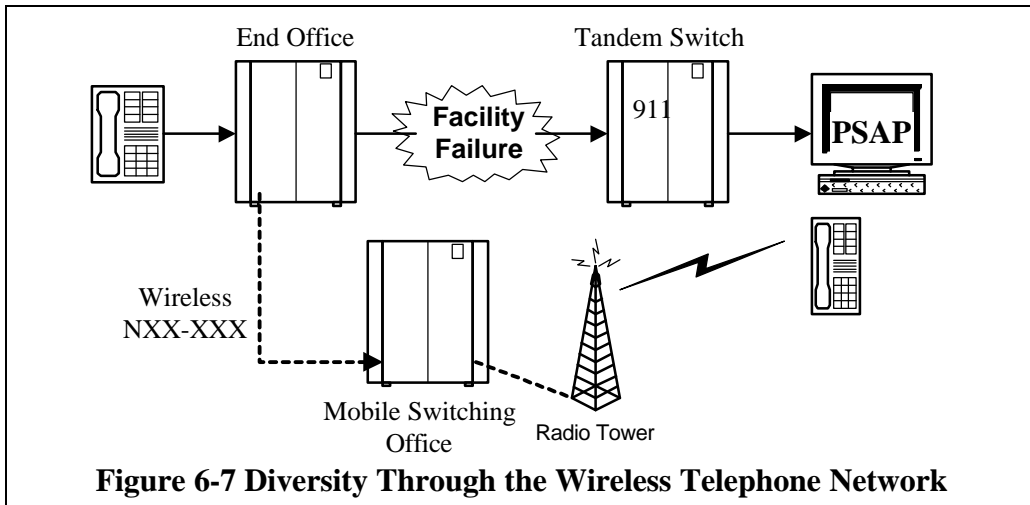 End Office
Tandem Switch
Facility
Failure
911
PSAP
Wireless
NXX-XXX
Mobile Switching
Office
Radio Tower
Figure 6-7 Diversity Through the Wireless Telephone Network